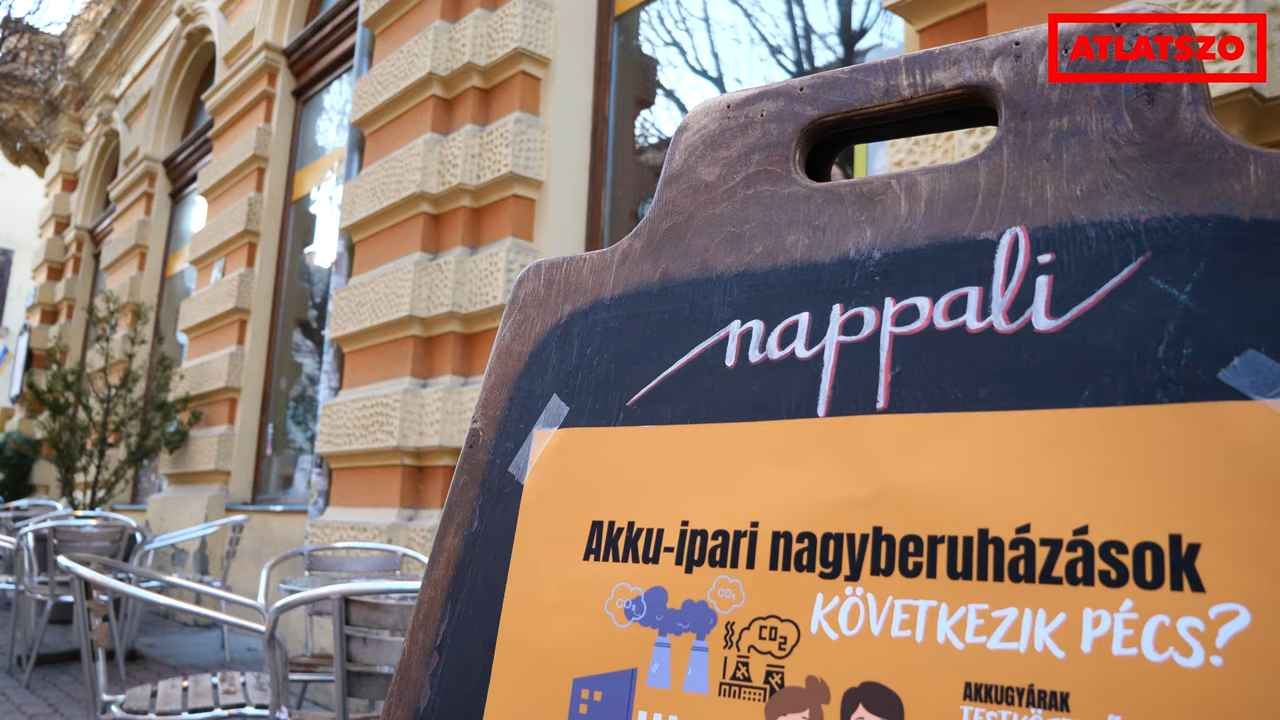 ATLATSZO
nappali
Akku-ipari nagyberuházások
KÖVETKEZIK PÉCS?
CO₂
CO₂
CO₂
AKKUGYÁRAK